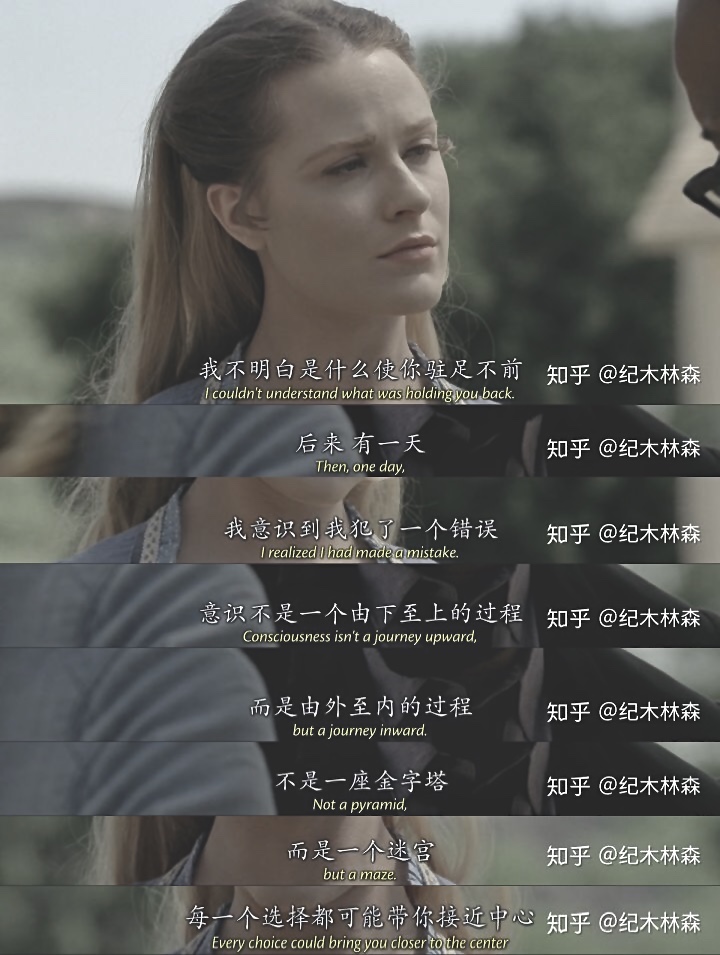 我不明白是什么使你驻足不前
I couldn't understand what was holding you back.
知乎 @纪木林森
后来 有一天
Then, one day,
知乎 @纪木林森
我意识到我犯了一个错误
I realized I had made a mistake.
知乎 @纪木林森
意识不是一个由下至上的过程
Consciousness isn't a journey upward,
知乎 @纪木林森
而是由外至内的过程
but a journey inward.
知乎 @纪木林森
不是一座金字塔
Not a pyramid,
知乎 @纪木林森
而是一个迷宫
but a maze.
知乎 @纪木林森
每一个选择都可能带你接近中心
Every choice could bring you closer to the center
知乎 @纪木林森